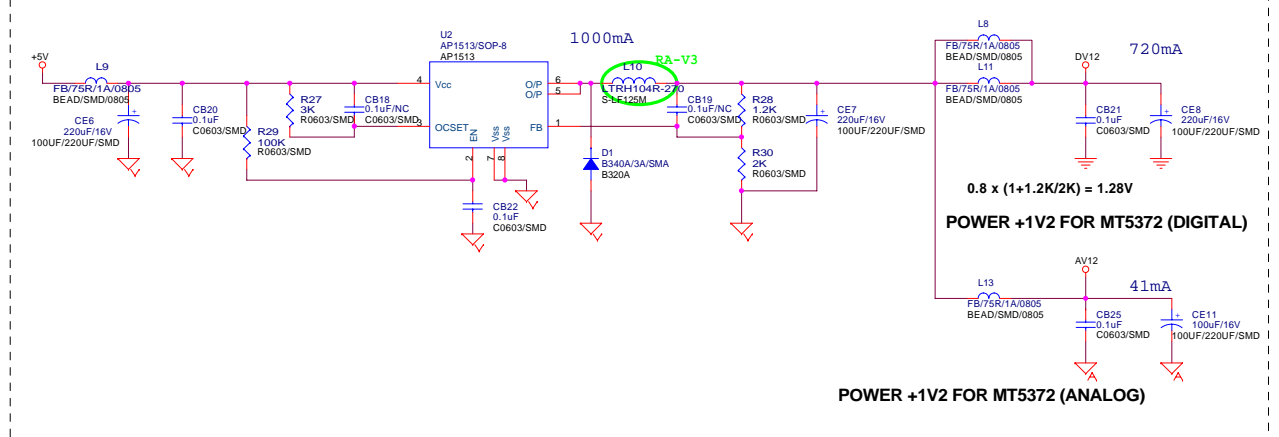 +5V
L9
FB/75R/1A/0805
BEAD/SMD/0805
CE6
220uF/16V
100UF/220UF/SMD
+
CB20
0.1uF
C0603/SMD
R29
100K
R0603/SMD
R27
3K
R0603/SMD
CB18
0.1uF/NC
C0603/SMD
U2
AP1513/SOP-8
AP1513
4
Vcc
3
OCSET
EN
2
Vss
7
Vss
8
O/P
6
O/P
5
FB
1
CB22
0.1uF
C0603/SMD
1000mA
RA-V3
L10
LTRH104R-270
S-LF125M
D1
B340A/3A/SMA
B320A
CB19
0.1uF/NC
C0603/SMD
R28
1.2K
R0603/SMD
R30
2K
R0603/SMD
CE7
220uF/16V
100UF/220UF/SMD
+
L8
FB/75R/1A/0805
BEAD/SMD/0805
L11
FB/75R/1A/0805
BEAD/SMD/0805
DV12
720mA
CB21
0.1uF
C0603/SMD
CE8
220uF/16V
100UF/220UF/SMD
+
0.8 x (1+1.2K/2K) = 1.28V
POWER +1V2 FOR MT5372 (DIGITAL)
AV12
41mA
L13
FB/75R/1A/0805
BEAD/SMD/0805
CB25
0.1uF
C0603/SMD
CE11
100uF/16V
100UF/220UF/SMD
+
A
A
POWER +1V2 FOR MT5372 (ANALOG)